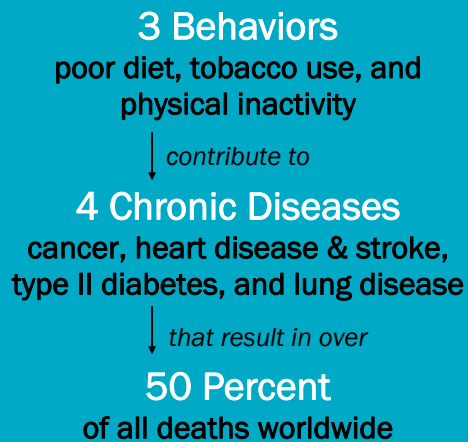 3 Behaviors
poor diet, tobacco use, and
physical inactivity
contribute to
4 Chronic Diseases
cancer, heart disease & stroke,
type II diabetes, and lung disease
that result in over
50 Percent
of all deaths worldwide